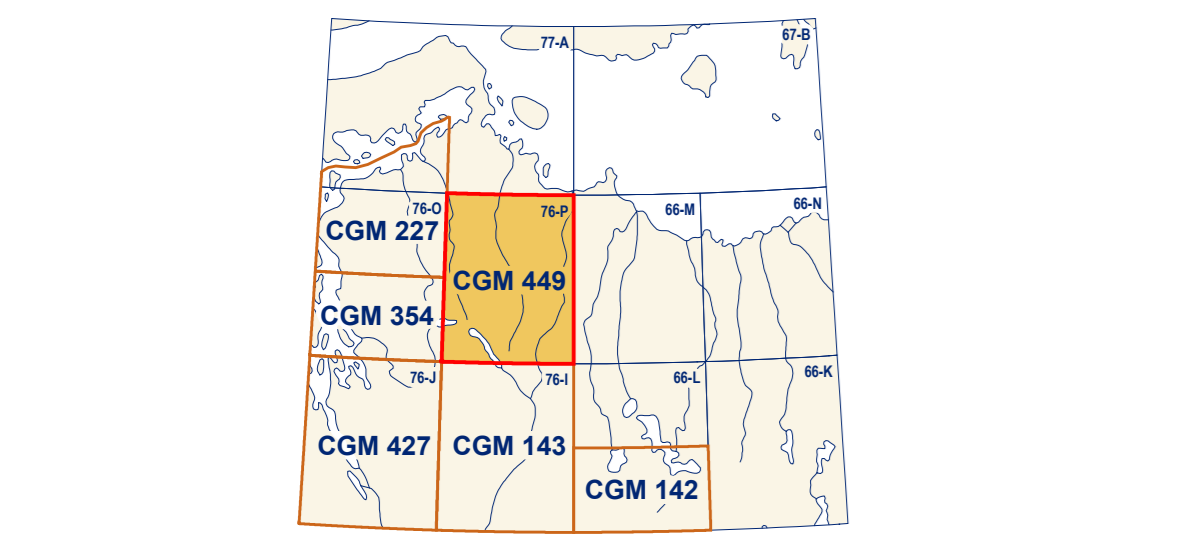 77-A
67-B
76-O
76-P
66-M
66-N
CGM 227
CGM 449
CGM 354
76-J
76-I
66-L
66-K
CGM 427
CGM 143
CGM 142